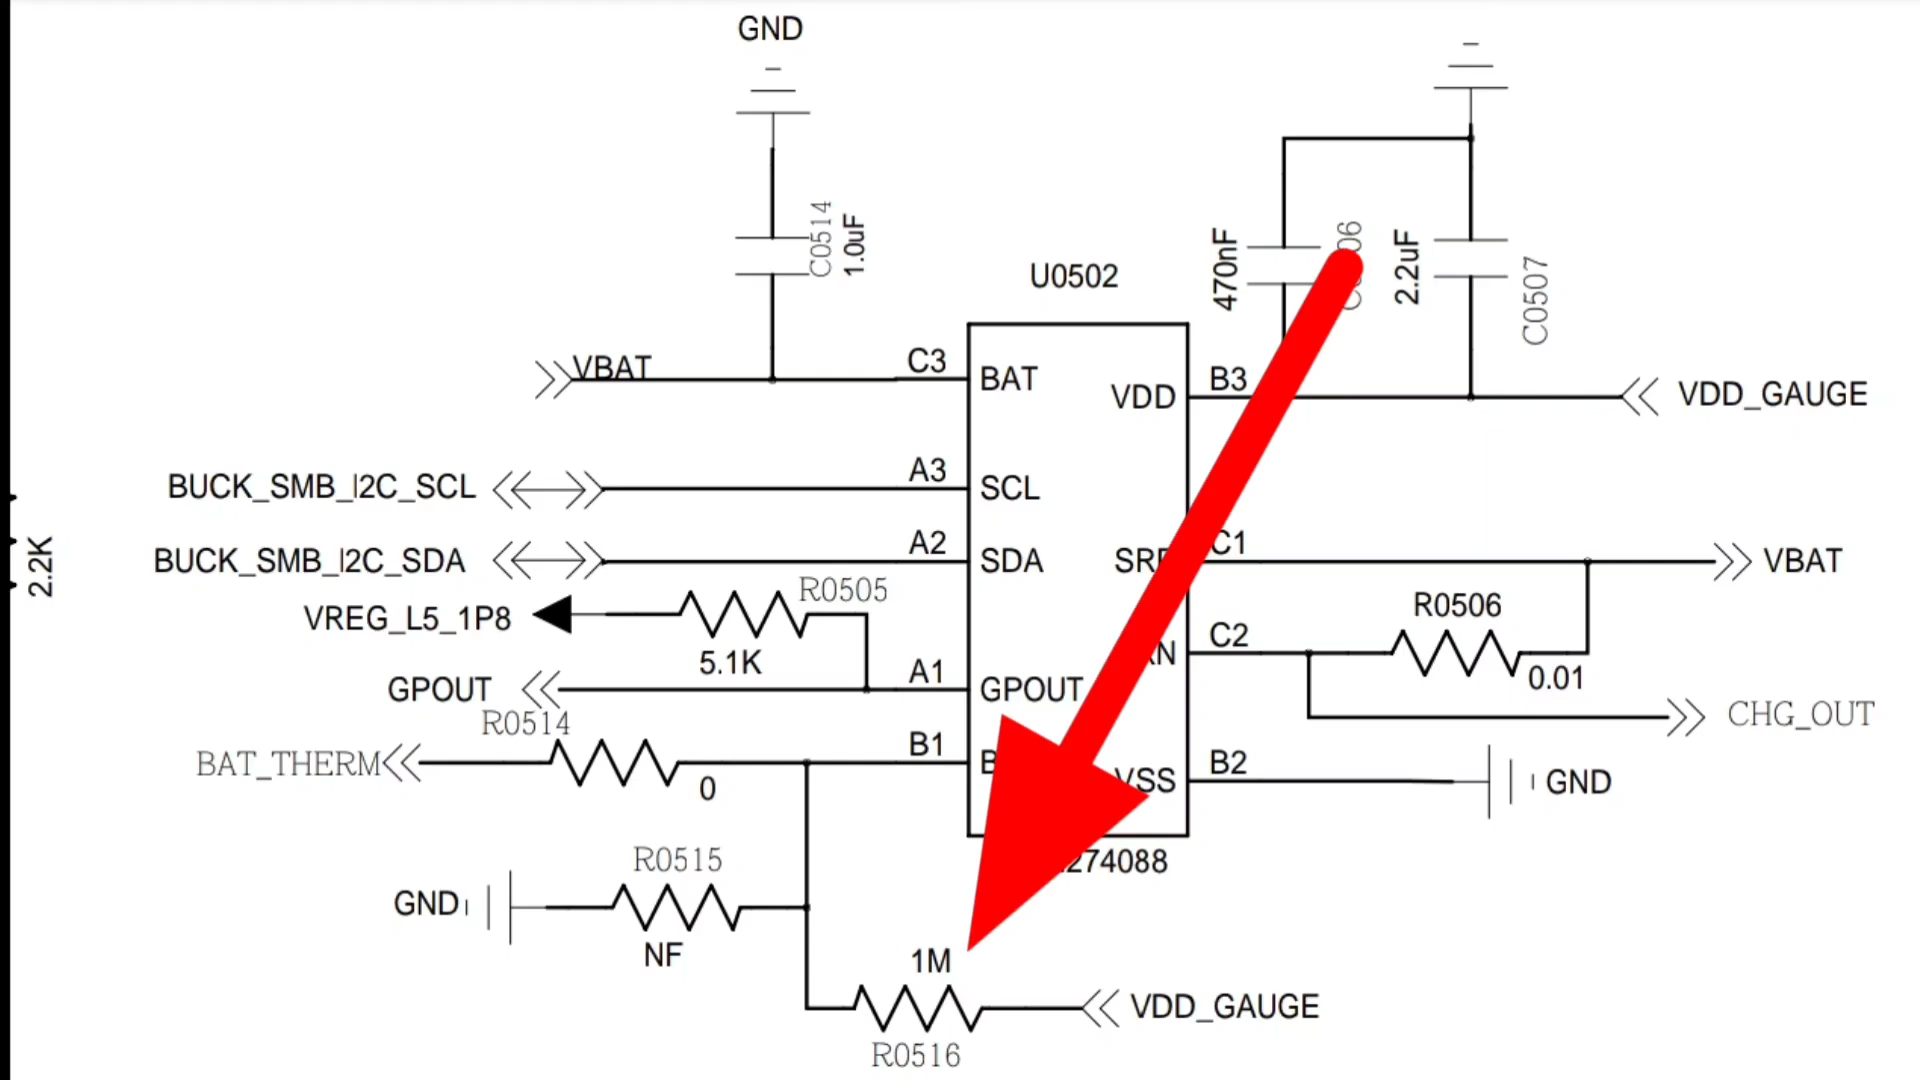 GND
C0514
1.0uF
470nF
2.2uF
C0507
U0502
VBAT
C3
BAT
VDD
B3
VDD_GAUGE
BUCK_SMB_I2C_SCL
A3
SCL
BUCK_SMB_I2C_SDA
A2
SDA
C1
VBAT
2.2K
VREG_L5_1P8
R0505
5.1K
R0506
0.01
C2
GPOUT
A1
GPOUT
CHG_OUT
R0514
BAT_THERM
0
B1
VSS
B2
GND
R0515
274088
GND
NF
1M
VDD_GAUGE
R0516